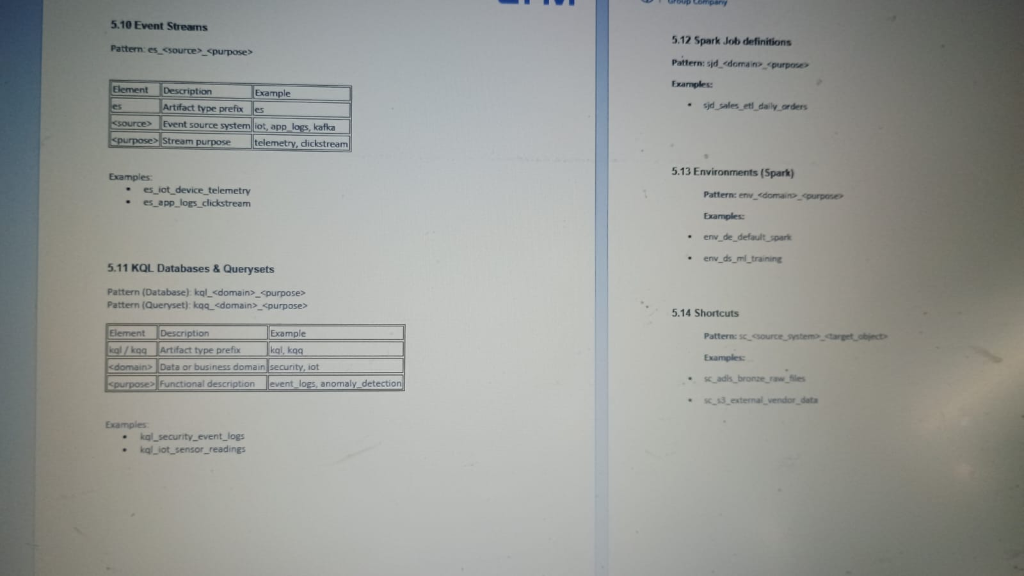 5.10 Event Streams
Pattern: es_<source>_<purpose>
Element Description Example
es Artifact type prefix es
<source> Event source system iot, app_logs, kafka
<purpose> Stream purpose telemetry, clickstream
Examples:
• es_iot_device_telemetry
• es_app_logs_clickstream
5.11 KQL Databases & Querysets
Pattern (Database): kql_<domain>_<purpose>
Pattern (Queryset): kqq_<domain>_<purpose>
Element Description Example
kql / kqq Artifact type prefix kql, kqq
<domain> Data or business domain security, iot
<purpose> Functional description event_logs, anomaly_detection
Examples:
• kql_security_event_logs
• kql_iot_sensor_readings
Group Company
5.12 Spark Job definitions
Pattern: sjd_<domain>_<purpose>
Examples:
• sjd_sales_etl_daily_orders
5.13 Environments (Spark)
Pattern: env_<domain>_<purpose>
Examples:
• env_de_default_spark
• env_ds_ml_training
5.14 Shortcuts
Pattern: sc_<source_system>_<target_object>
Examples:
• sc_adls_bronze_raw_files
• sc_s3_external_vendor_data